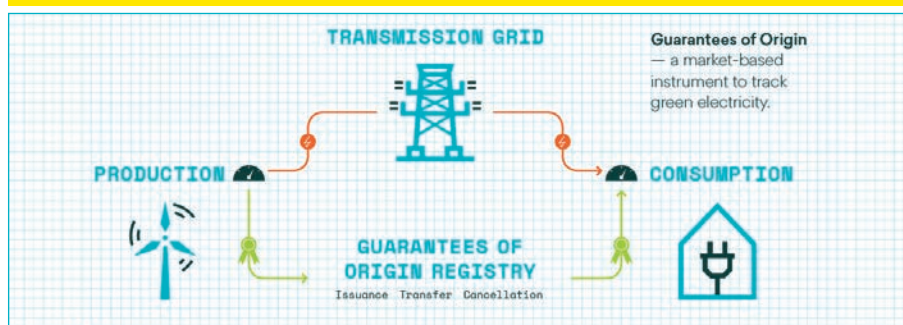 TRANSMISSION GRID
Guarantees of Origin
— a market-based
instrument to track
green electricity.
PRODUCTION
CONSUMPTION
GUARANTEES OF
ORIGIN REGISTRY
Issuance Transfer Cancellation